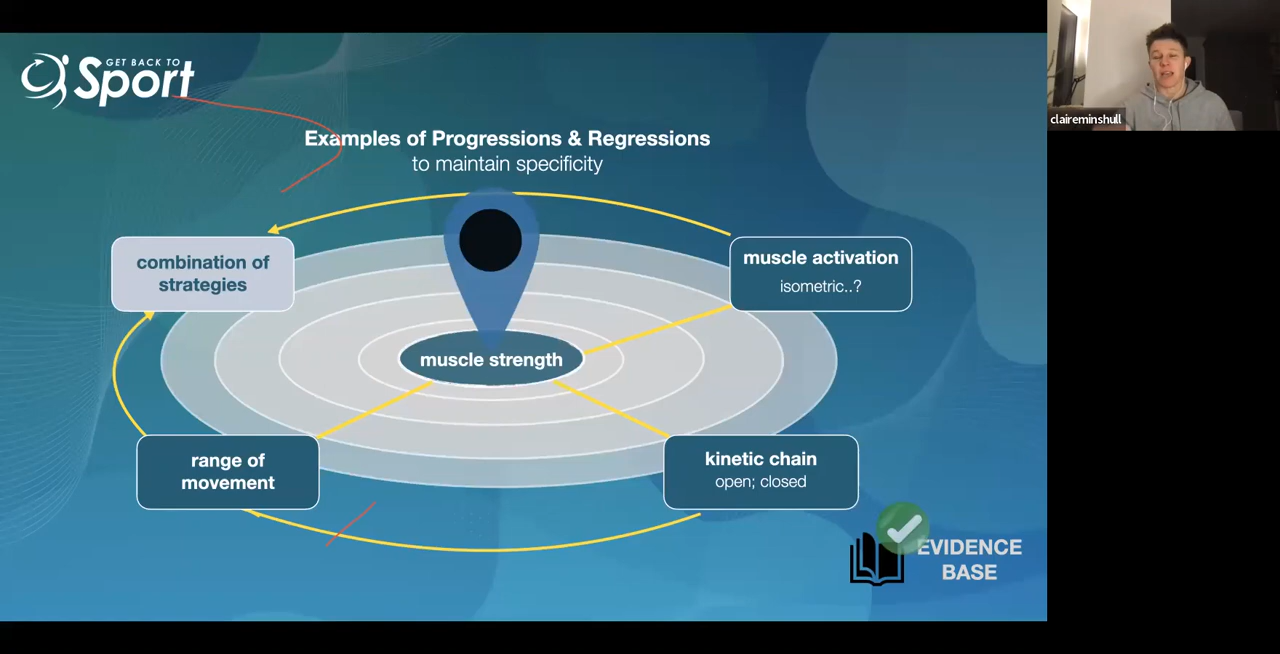 GET BACK TO
Sport
claireminshull
Examples of Progressions & Regressions
to maintain specificity
combination of
strategies
muscle activation
isometric..?
muscle strength
range of
movement
kinetic chain
open; closed
EVIDENCE
BASE